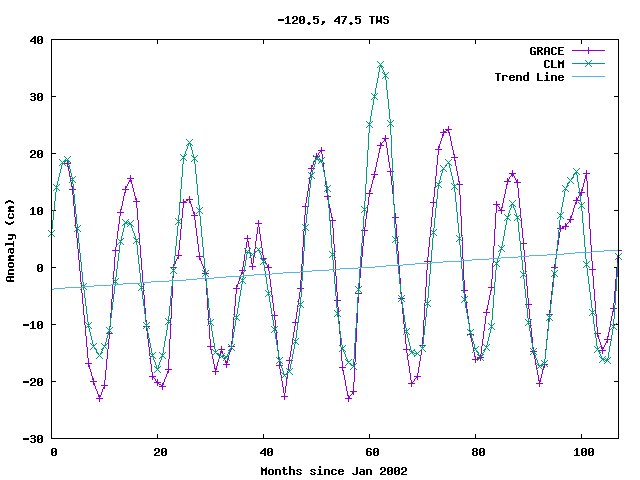 -120.5, 47.5 TWS
GRACE
CLM
Trend Line
40
30
20
10
0
-10
-20
-30
Anomaly (cm)
0 20 40 60 80 100
Months since Jan 2002